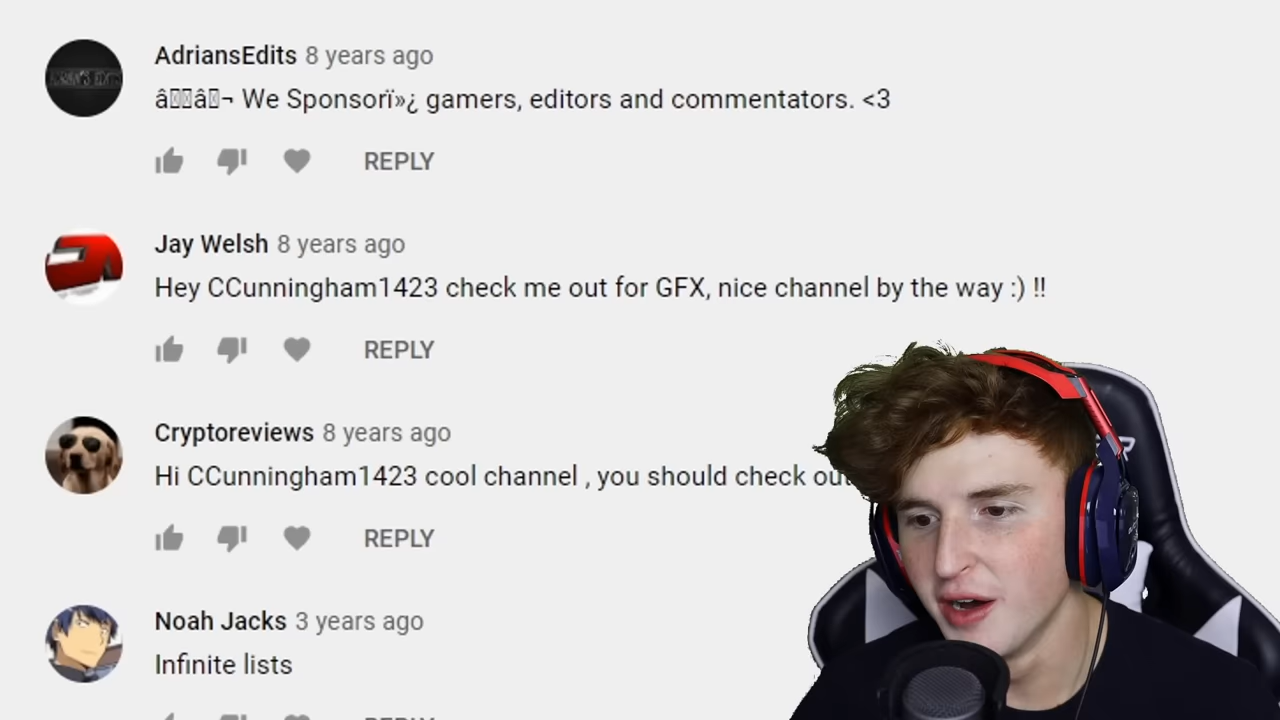 AdriansEdits 8 years ago
â We Sponsorï»¿ gamers, editors and commentators. <3
REPLY
Jay Welsh 8 years ago
Hey CCunningham1423 check me out for GFX, nice channel by the way :) !!
REPLY
Cryptoreviews 8 years ago
Hi CCunningham1423 cool channel , you should check out
REPLY
Noah Jacks 3 years ago
Infinite lists
REPLY